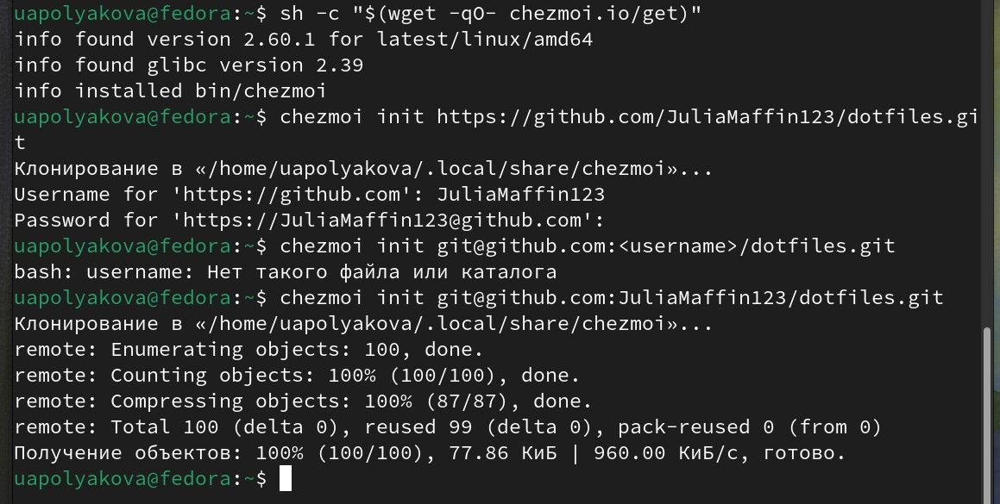 uapolyakova@fedora:~$ sh -c "$(wget -qO- chezmoi.io/get)"
info found version 2.60.1 for latest/linux/amd64
info found glibc version 2.39
info installed bin/chezmoi
uapolyakova@fedora:~$ chezmoi init https://github.com/JuliaMaffin123/dotfiles.gi
t
Клонирование в «/home/uapolyakova/.local/share/chezmoi»...
Username for 'https://github.com': JuliaMaffin123
Password for 'https://JuliaMaffin123@github.com':
uapolyakova@fedora:~$ chezmoi init git@github.com:<username>/dotfiles.git
bash: username: Нет такого файла или каталога
uapolyakova@fedora:~$ chezmoi init git@github.com:JuliaMaffin123/dotfiles.git
Клонирование в «/home/uapolyakova/.local/share/chezmoi»...
remote: Enumerating objects: 100, done.
remote: Counting objects: 100% (100/100), done.
remote: Compressing objects: 100% (87/87), done.
remote: Total 100 (delta 0), reused 99 (delta 0), pack-reused 0 (from 0)
Получение объектов: 100% (100/100), 77.86 КиБ | 960.00 КиБ/с, готово.
uapolyakova@fedora:~$